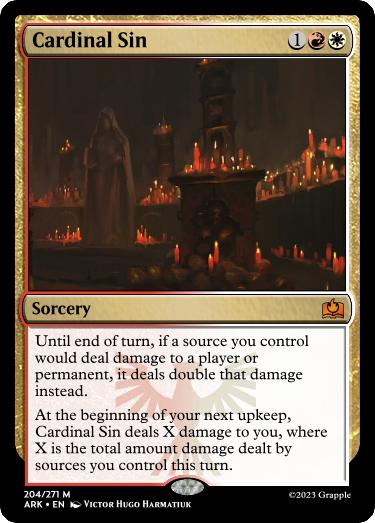 Cardinal Sin 1
Sorcery
Until end of turn, if a source you control
would deal damage to a player or
permanent, it deals double that damage
instead.
At the beginning of your next upkeep,
Cardinal Sin deals X damage to you, where
X is the total amount damage dealt by
sources you control this turn.
204/271 M
ARK • EN VICTOR HUGO HARMATIUK
©2023 Grapple